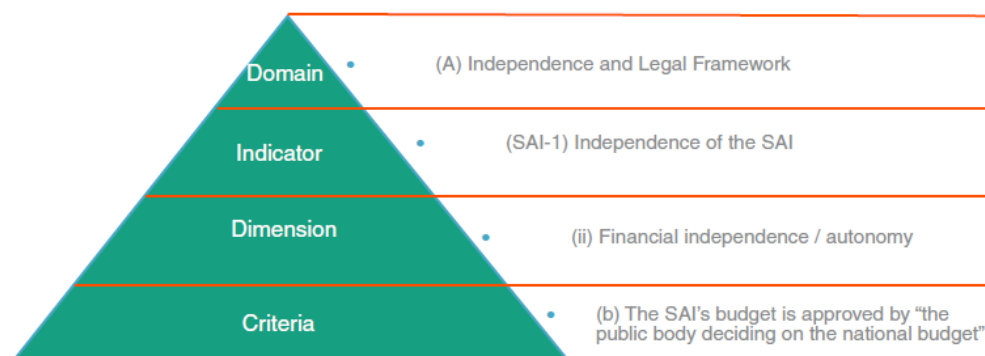 Domain
(A) Independence and Legal Framework
Indicator
(SAI-1) Independence of the SAI
Dimension
(ii) Financial independence / autonomy
Criteria
(b) The SAI’s budget is approved by “the
public body deciding on the national budget”